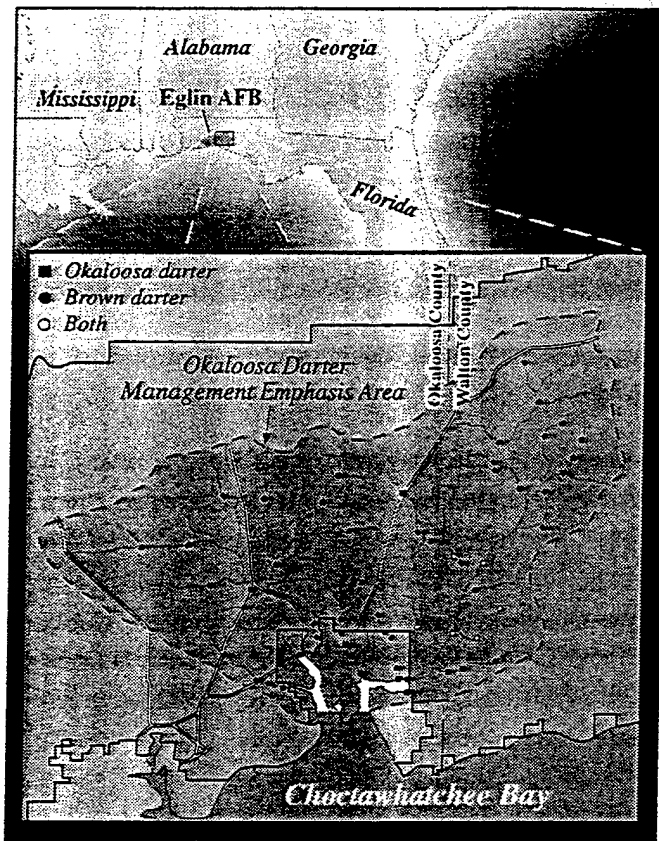 Alabama
Georgia
Mississippi
Eglin AFB
Florida
Okaloosa darter
Brown darter
Both
Okaloosa County
Walton County
Okaloosa Darter
Management Emphasis Area
Choctawhatchee Bay